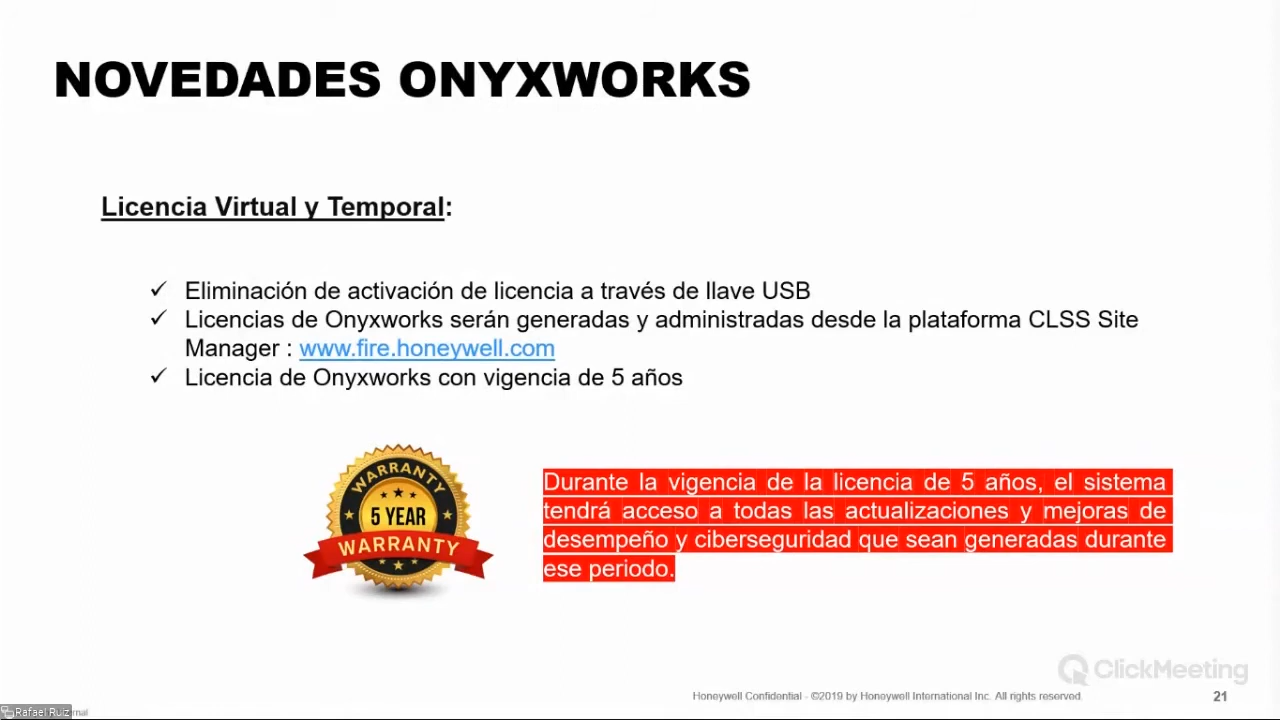 NOVEDADES ONYXWORKS
Licencia Virtual y Temporal:
✓ Eliminación de activación de licencia a través de llave USB
✓ Licencias de Onyxworks serán generadas y administradas desde la plataforma CLSS Site
Manager : www.fire.honeywell.com
✓ Licencia de Onyxworks con vigencia de 5 años
WARRANTY
5 YEAR
WARRANTY
Durante la vigencia de la licencia de 5 años, el sistema
tendrá acceso a todas las actualizaciones y mejoras de
desempeño y ciberseguridad que sean generadas durante
ese periodo.
ClickMeeting
Honeywell Confidential - ©2019 by Honeywell International Inc. All rights reserved.
21
Rafael Ruiz